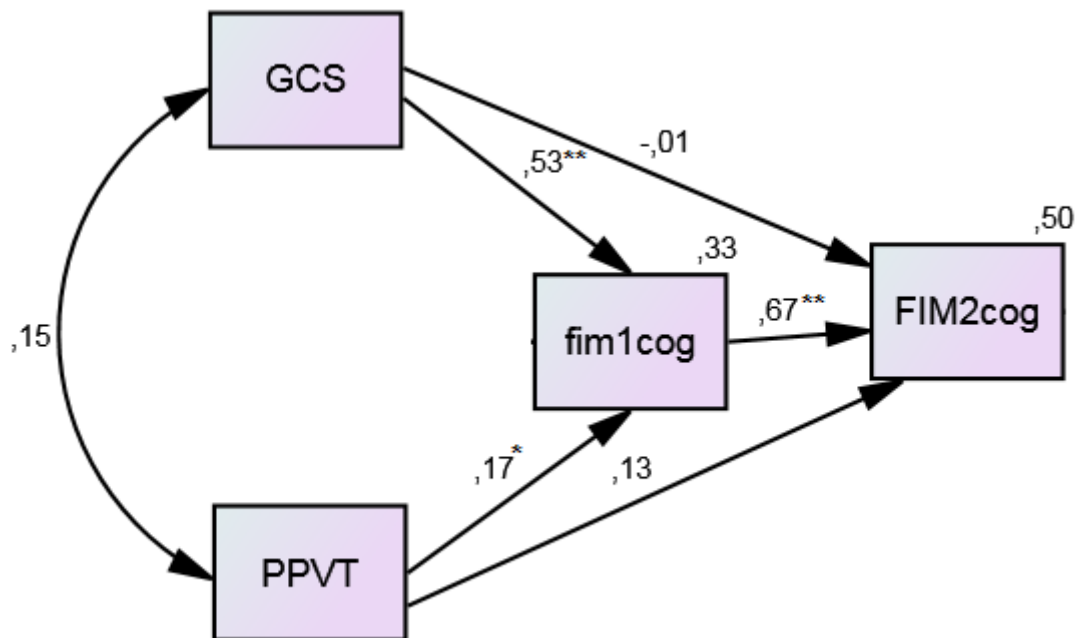 GCS
-,01
,53**
,50
,33
FIM2cog
,67**
fim1cog
,15
,17*
,13
PPVT